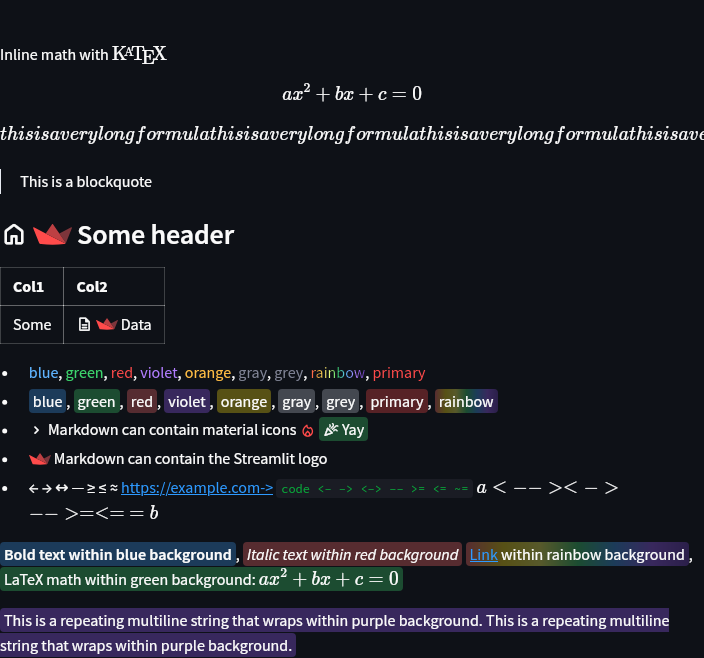 Inline math with KATEX
ax² + bx + c = 0
thisisaverylongformulathisisaverylongformulathisisaverylongformulathisisave
This is a blockquote
Some header
Col1 Col2
Some Data
blue, green, red, violet, orange, gray, grey, rainbow, primary
blue , green , red , violet , orange , gray , grey , primary , rainbow
Markdown can contain material icons Yay
Markdown can contain the Streamlit logo
← → ↔ — ≥ ≤ ≈ https://example.com-> code <- -> <-> -- >= <= ~= a < −− >< − >
−− >=<= = b
Bold text within blue background , Italic text within red background Link within rainbow background ,
LaTeX math within green background: ax² + bx + c = 0
This is a repeating multiline string that wraps within purple background. This is a repeating multiline
string that wraps within purple background.